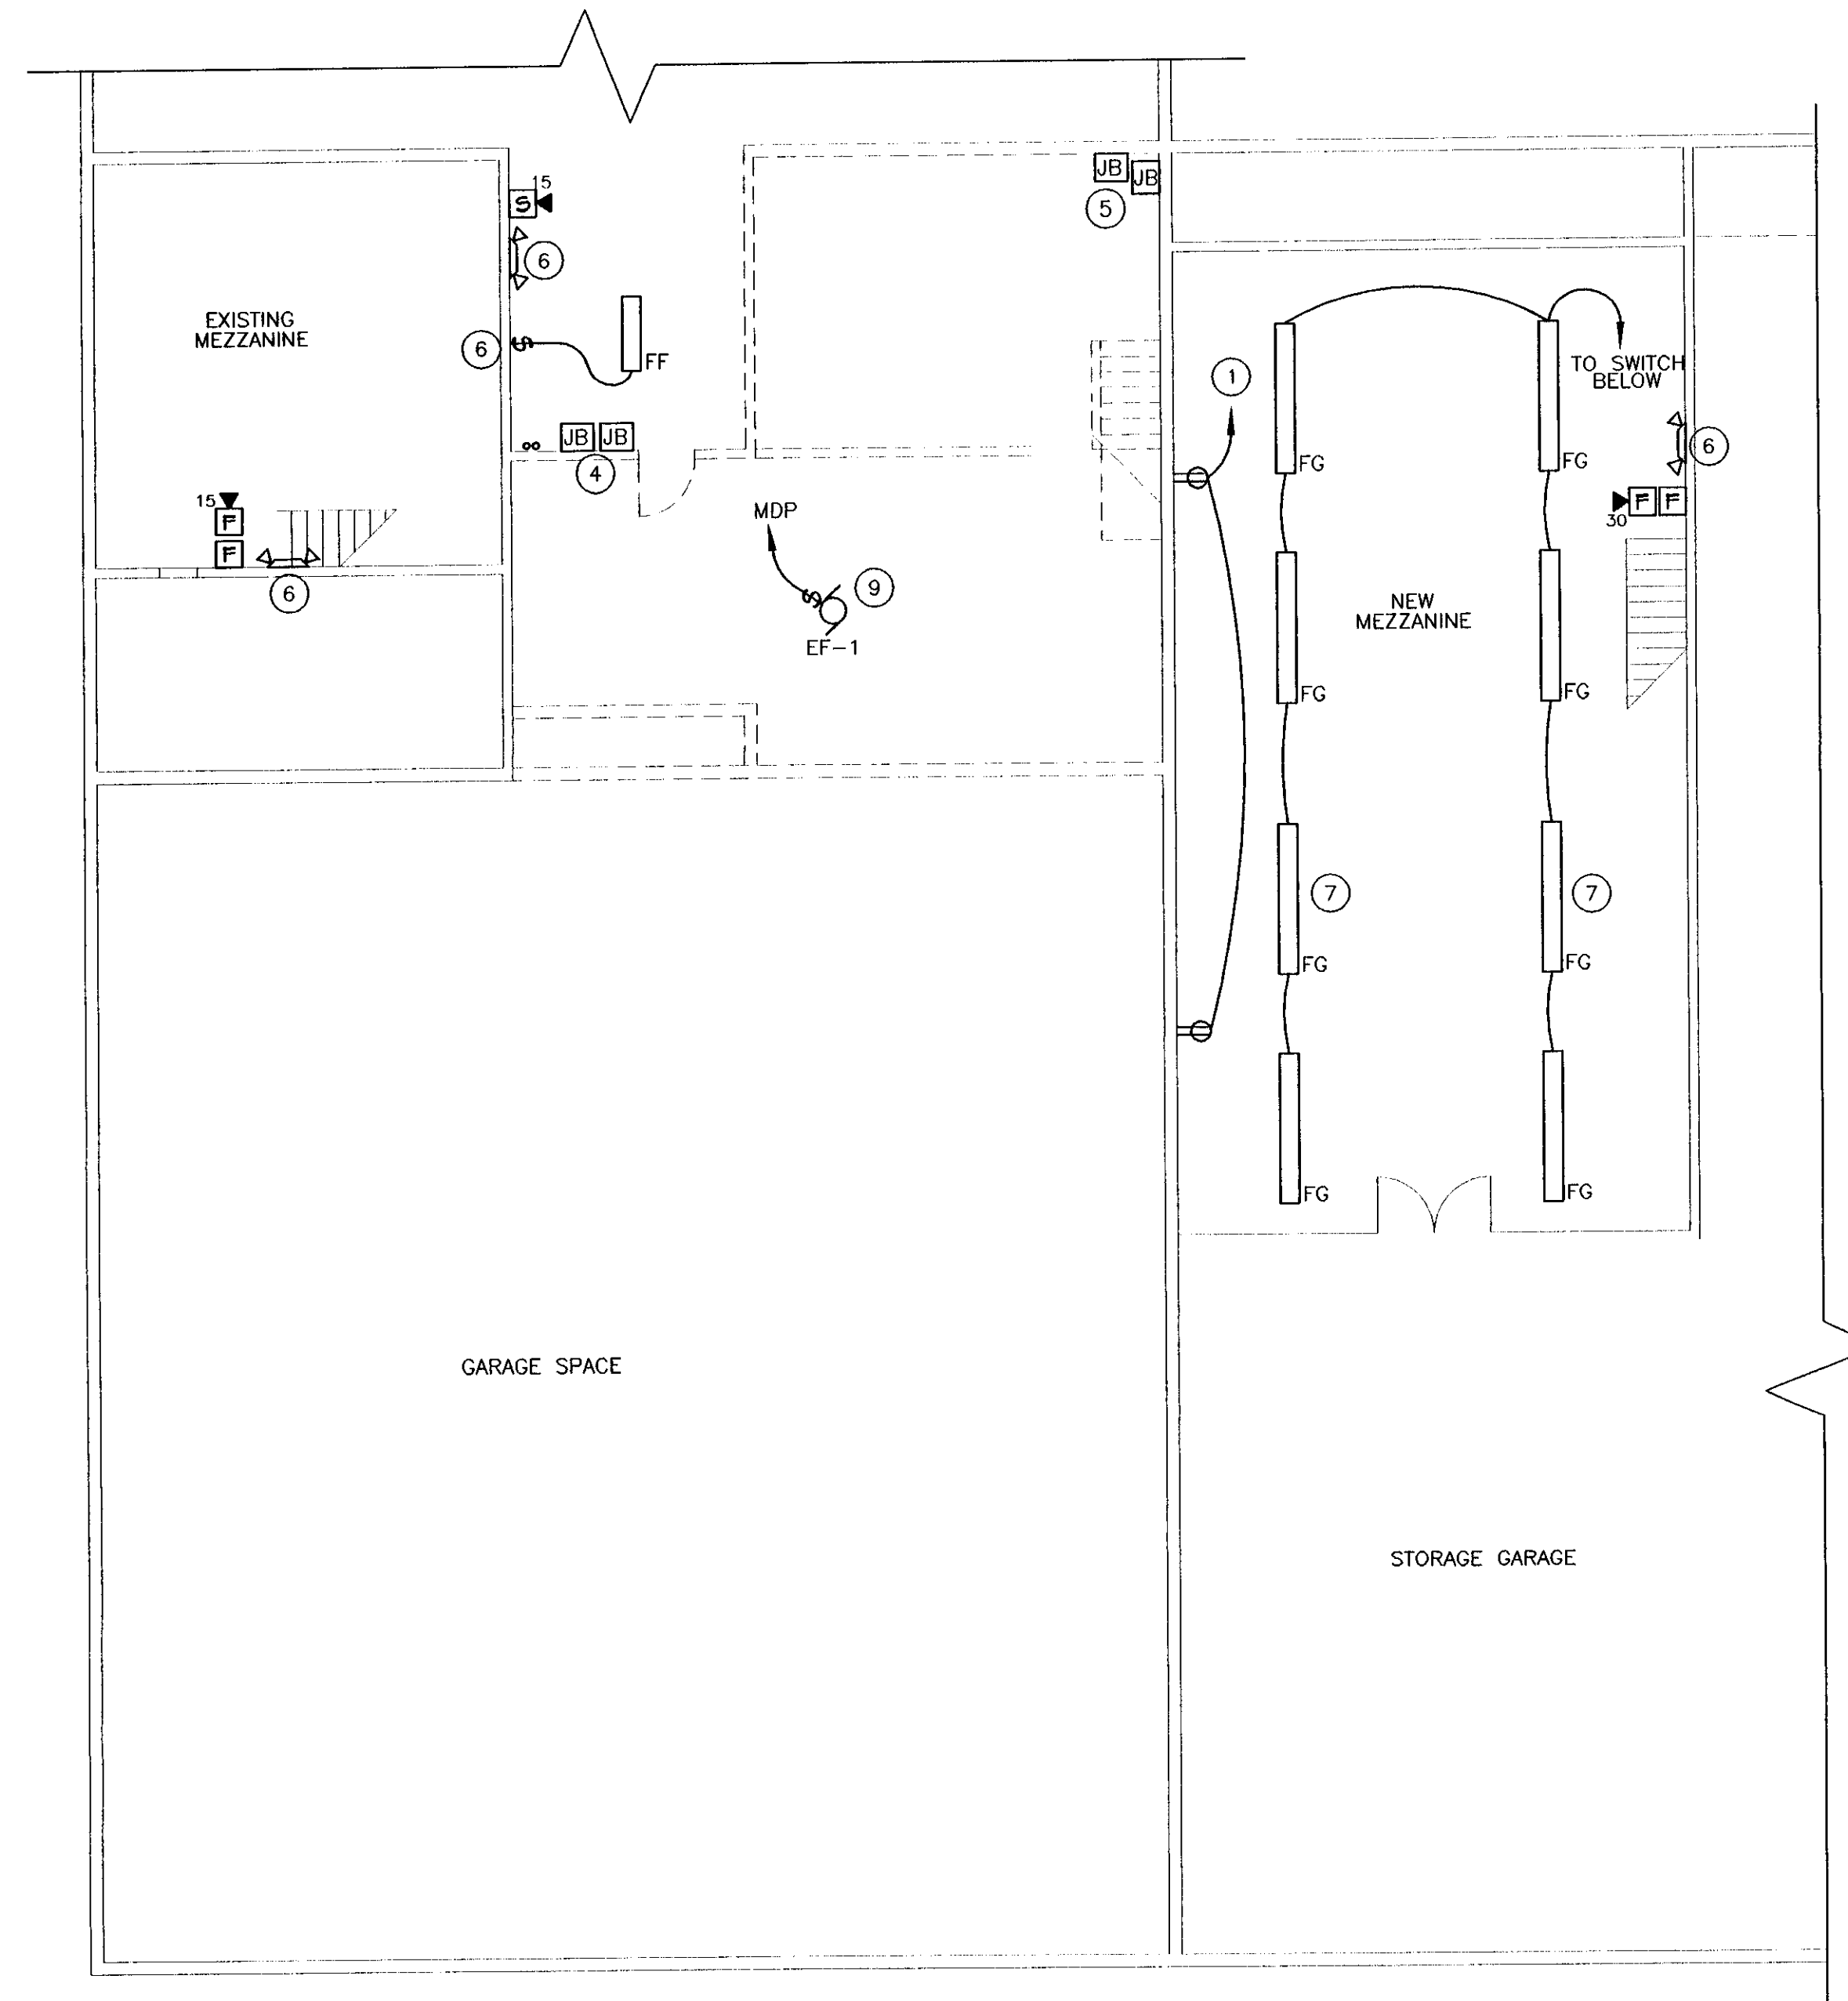 15
S
JB
JB
5
6
EXISTING
MEZZANINE
6
S
FF
1
TO SWITCH
BELOW
JB JB
4
FG
FG
6
15
F
F
6
MDP
30
F F
S
9
EF-1
NEW
MEZZANINE
FG
FG
7
7
FG
FG
FG
FG
GARAGE SPACE
STORAGE GARAGE